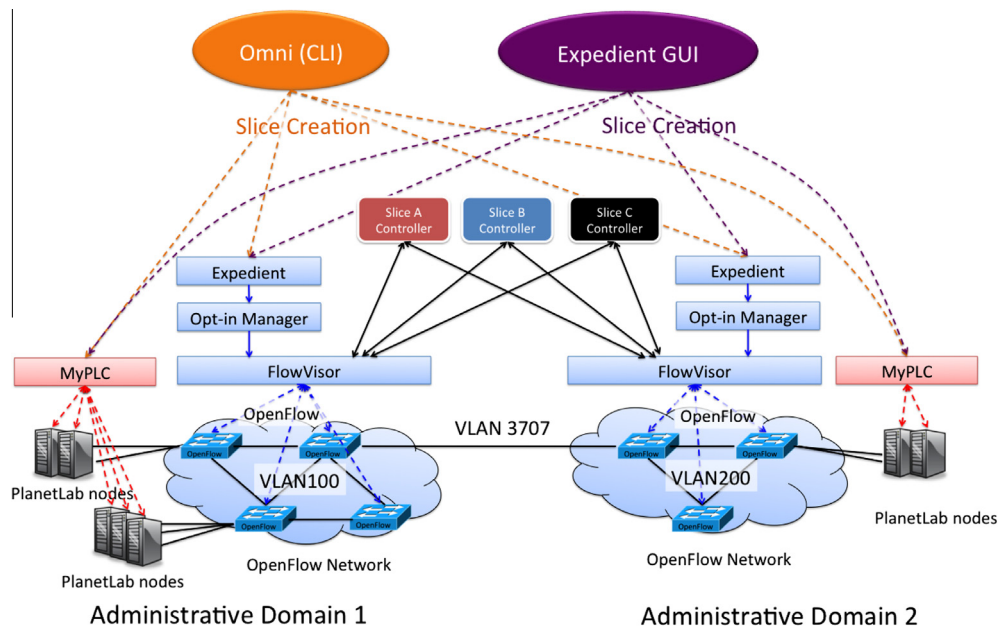 Omni (CLI)
Expedient GUI
Slice Creation
Slice Creation
Slice A
Controller
Slice B
Controller
Slice C
Controller
Expedient
Expedient
Opt-in Manager
Opt-in Manager
MyPLC
FlowVisor
FlowVisor
MyPLC
OpenFlow
OpenFlow
VLAN 3707
OpenFlow
OpenFlow
OpenFlow
OpenFlow
VLAN100
VLAN200
PlanetLab nodes
OpenFlow
OpenFlow
OpenFlow
PlanetLab nodes
OpenFlow Network
OpenFlow Network
PlanetLab nodes
Administrative Domain 1
Administrative Domain 2